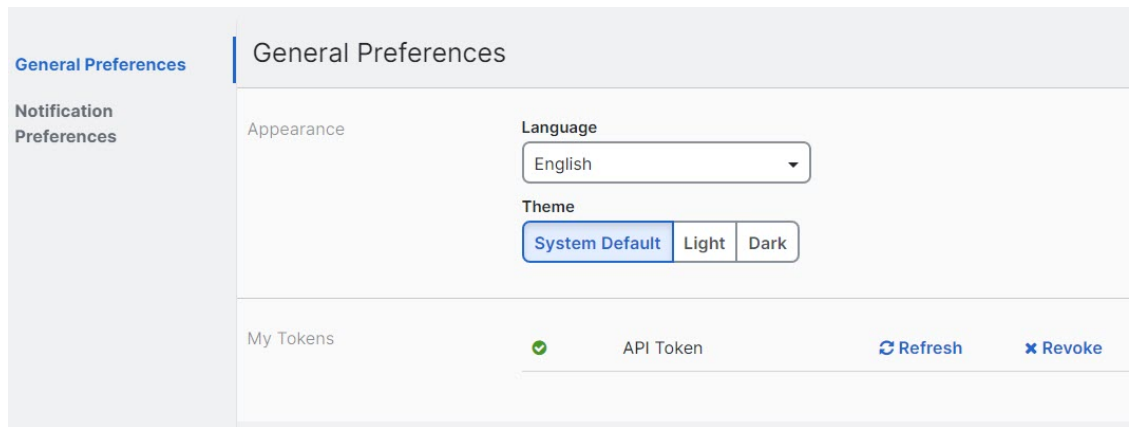 General Preferences
Notification
Preferences
General Preferences
Appearance
Language
English
Theme
System Default Light Dark
My Tokens
API Token Refresh Revoke